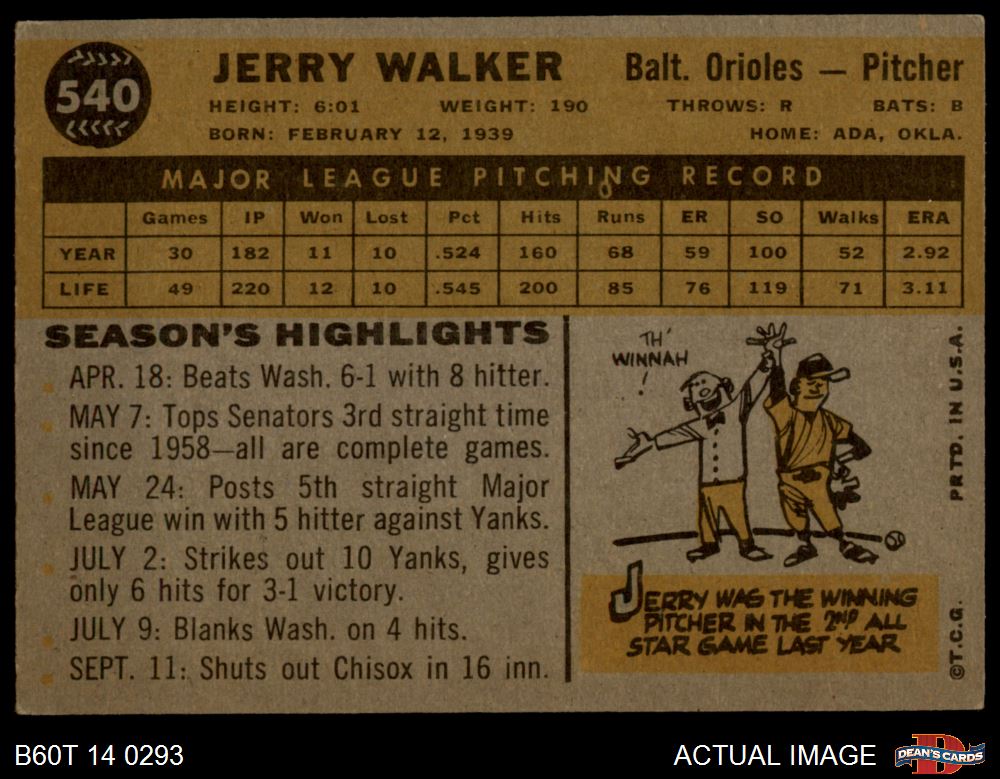 540
JERRY WALKER Balt. Orioles — Pitcher
HEIGHT: 6:01 WEIGHT: 190 THROWS: R BATS: B
BORN: FEBRUARY 12, 1939 HOME: ADA, OKLA.
MAJOR LEAGUE PITCHING RECORD
Games IP Won Lost Pct Hits Runs ER SO Walks ERA
YEAR 30 182 11 10 .524 160 68 59 100 52 2.92
LIFE 49 220 12 10 .545 200 85 76 119 71 3.11
SEASON'S HIGHLIGHTS
APR. 18: Beats Wash. 6-1 with 8 hitter.
MAY 7: Tops Senators 3rd straight time
since 1958—all are complete games.
MAY 24: Posts 5th straight Major
League win with 5 hitter against Yanks.
JULY 2: Strikes out 10 Yanks, gives
only 6 hits for 3-1 victory.
JULY 9: Blanks Wash. on 4 hits.
SEPT. 11: Shuts out Chisox in 16 inn.
TH'
WINNAH
!
JERRY WAS THE WINNING
PITCHER IN THE 2ND ALL
STAR GAME LAST YEAR
©T.C.G. PRTD. IN U.S.A.
B60T 14 0293 ACTUAL IMAGE DEAN'S CARDS